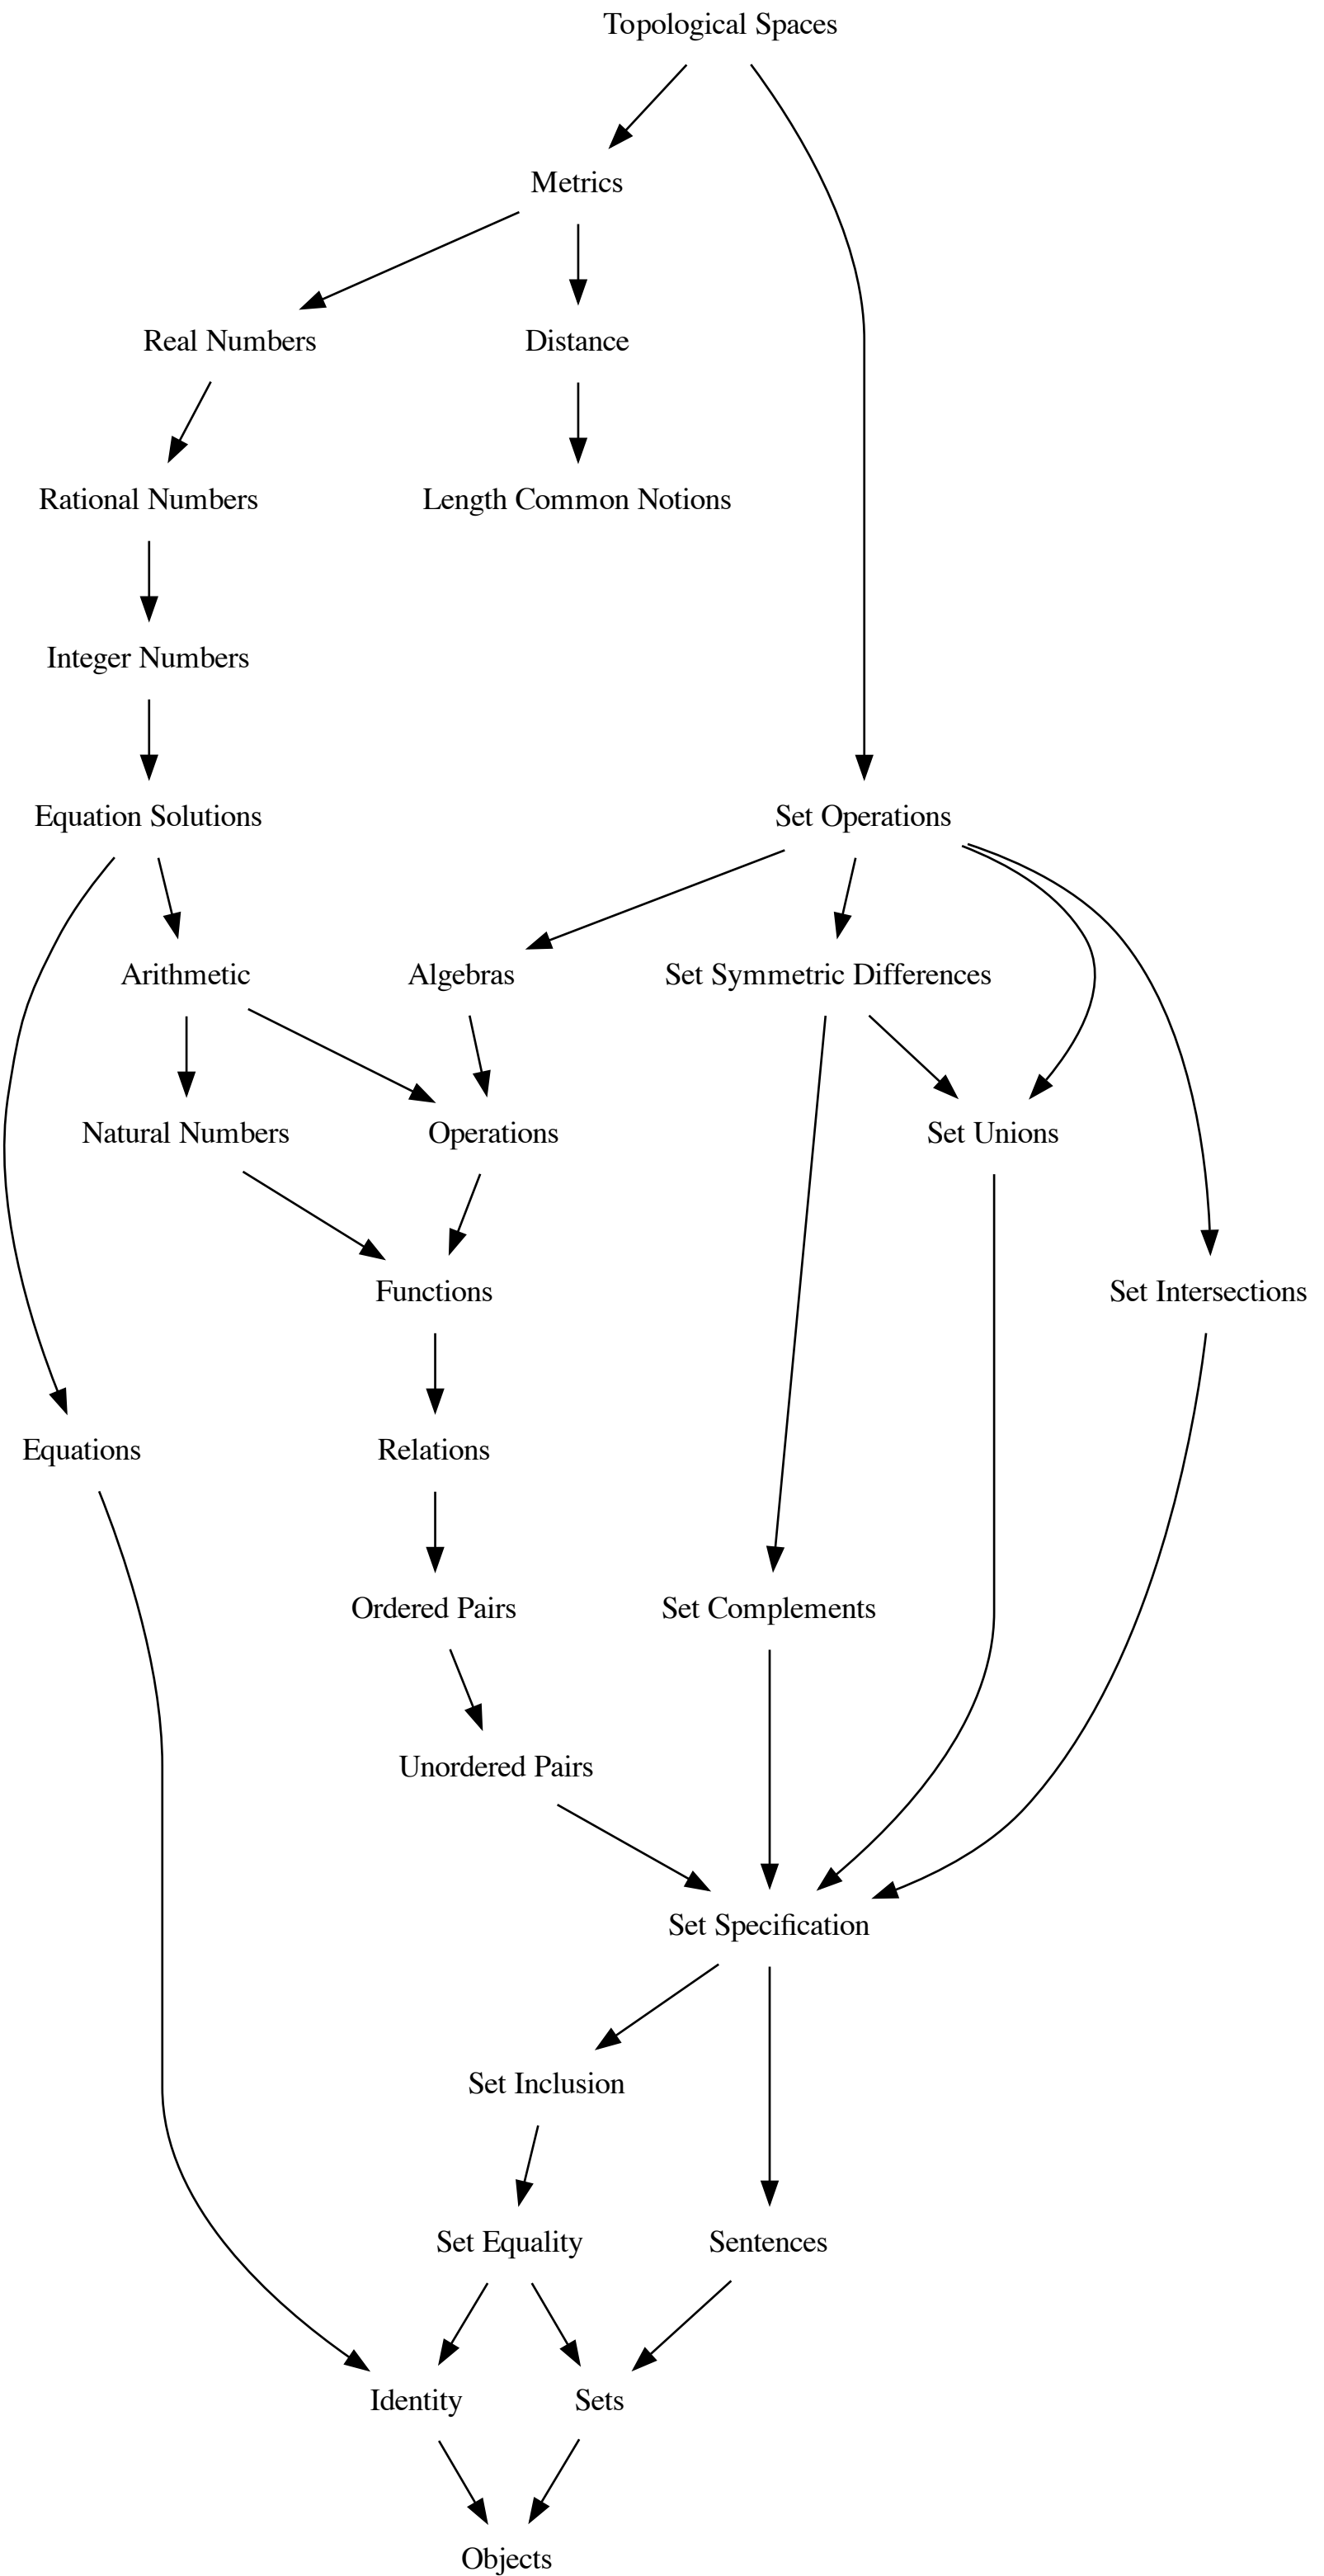 Topological Spaces
Metrics
Real Numbers
Distance
Rational Numbers
Length Common Notions
Integer Numbers
Equation Solutions
Set Operations
Arithmetic
Algebras
Set Symmetric Differences
Natural Numbers
Operations
Set Unions
Functions
Set Intersections
Equations
Relations
Ordered Pairs
Set Complements
Unordered Pairs
Set Specification
Set Inclusion
Set Equality
Sentences
Identity
Sets
Objects